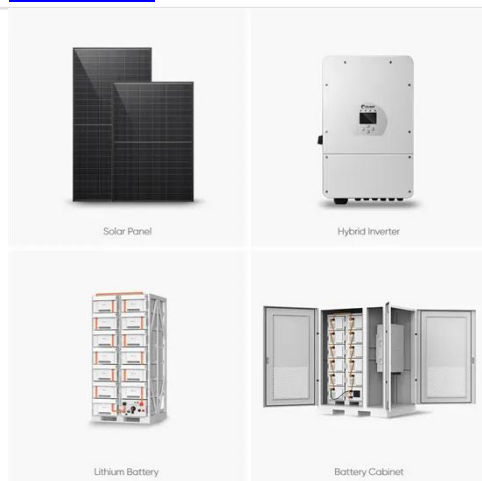 Solar Panel
Hybrid Inverter
Lithium Battery
Battery Cabinet